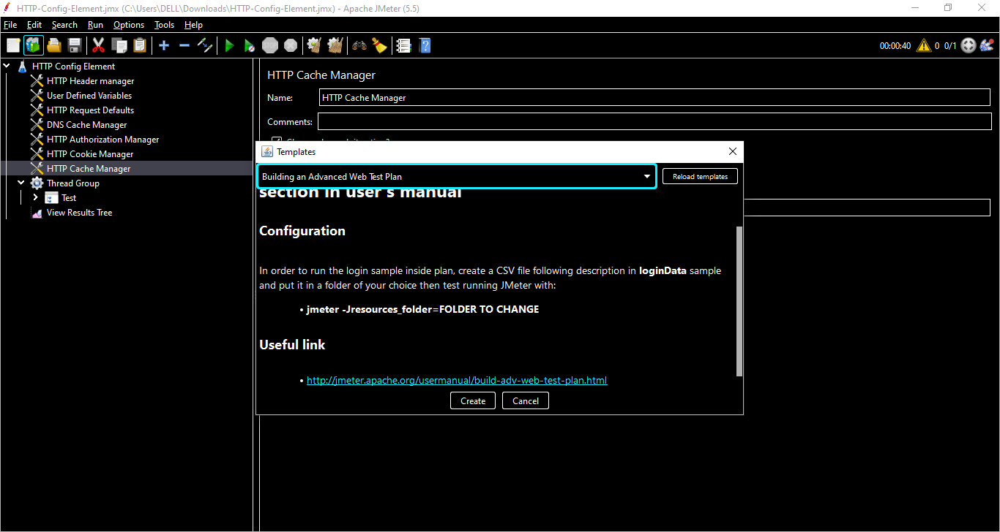 HTTP-Config-Element.jmx (C:\Users\DELL\Downloads\HTTP-Config-Element.jmx) - Apache JMeter (5.5)
File Edit Search Run Options Tools Help
00:00:40 0 0/1
HTTP Config Element
HTTP Header manager
User Defined Variables
HTTP Request Defaults
DNS Cache Manager
HTTP Authorization Manager
HTTP Cookie Manager
HTTP Cache Manager
Thread Group
Test
View Results Tree
HTTP Cache Manager
Name: HTTP Cache Manager
Comments:
Templates
Building an Advanced Web Test Plan
Reload templates
section in user's manual
Configuration
In order to run the login sample inside plan, create a CSV file following description in loginData sample
and put it in a folder of your choice then test running JMeter with:
• jmeter -Jresources_folder=FOLDER TO CHANGE
Useful link
• http://jmeter.apache.org/usermanual/build-adv-web-test-plan.html
Create Cancel